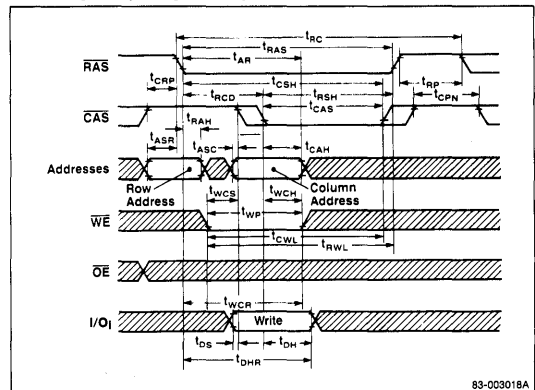 tRC
tRAS
tAR
RAS
tCRP
tCSH
tRP
tRCD
tRSH
tCPN
tCAS
CAS
tRAH
tASR
tASC
tCAH
Addresses
Row
Address
tWCS
tWCH
Column
Address
tWP
WE
tCWL
tRWL
OE
tWCR
I/OI
Write
tDS
tDH
tDHR
83-003018A